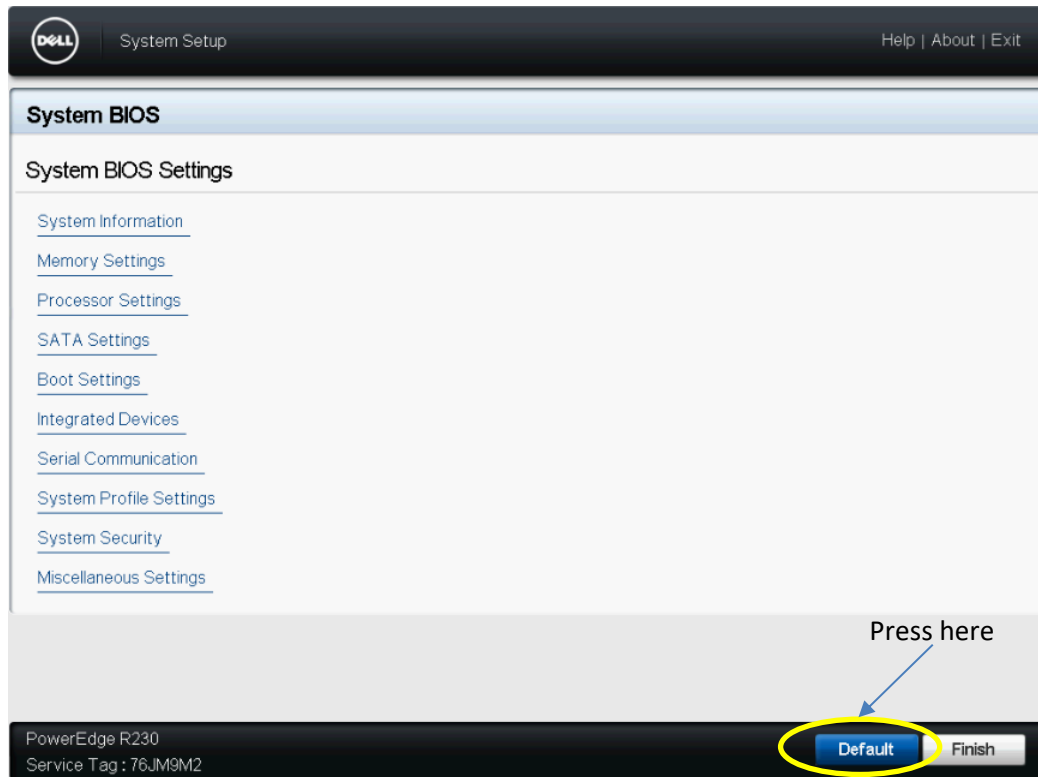 DELL
System Setup
Help | About | Exit
System BIOS
System BIOS Settings
System Information
Memory Settings
Processor Settings
SATA Settings
Boot Settings
Integrated Devices
Serial Communication
System Profile Settings
System Security
Miscellaneous Settings
Press here
PowerEdge R230
Service Tag : 76JM9M2
Default
Finish